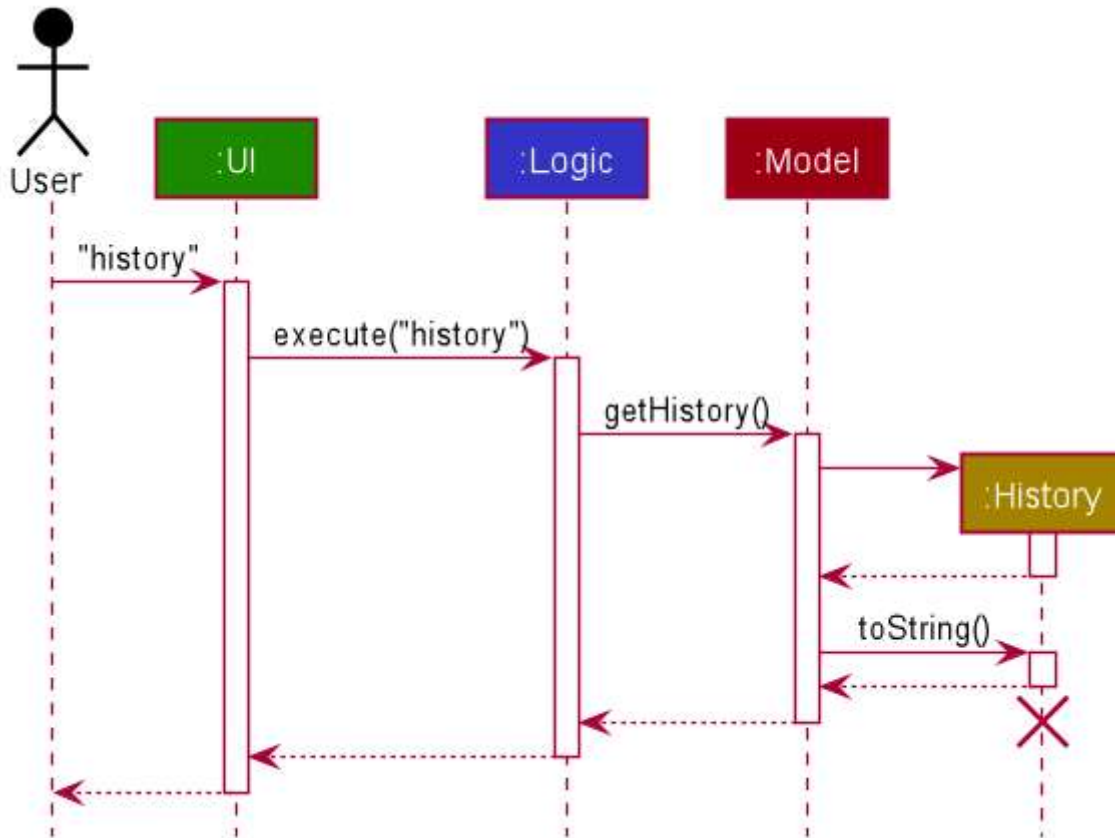 User
:UI
:Logic
:Model
"history"
execute("history")
getHistory()
:History
toString()